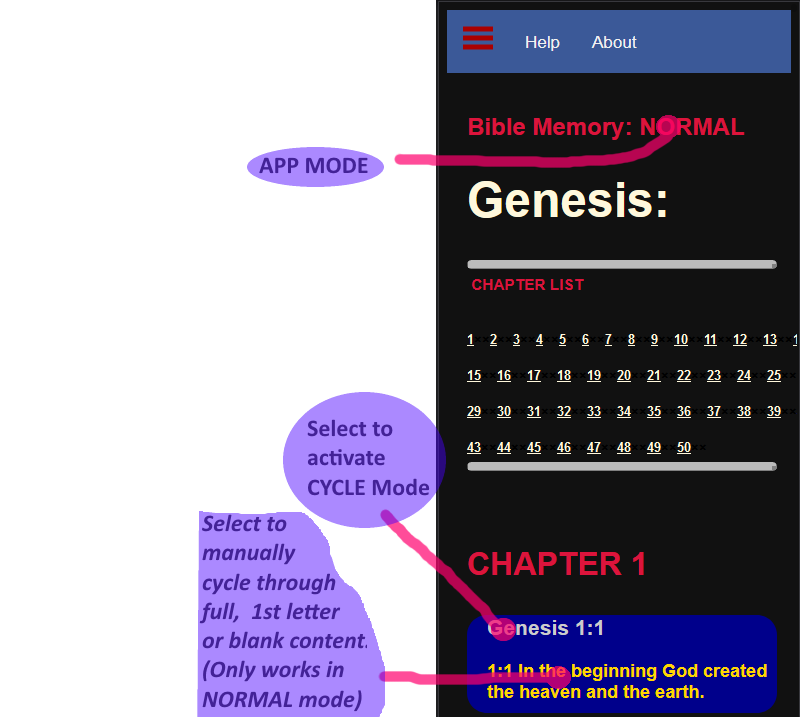 Help About
Bible Memory: NORMAL
APP MODE
Genesis:
CHAPTER LIST
1 2 3 4 5 6 7 8 9 10 11 12 13 1
15 16 17 18 19 20 21 22 23 24 25
29 30 31 32 33 34 35 36 37 38 39
43 44 45 46 47 48 49 50
Select to
activate
CYCLE Mode
Select to
manually
cycle through
full, 1st letter
or blank content.
(Only works in
NORMAL mode)
CHAPTER 1
Genesis 1:1
1:1 In the beginning God created
the heaven and the earth.